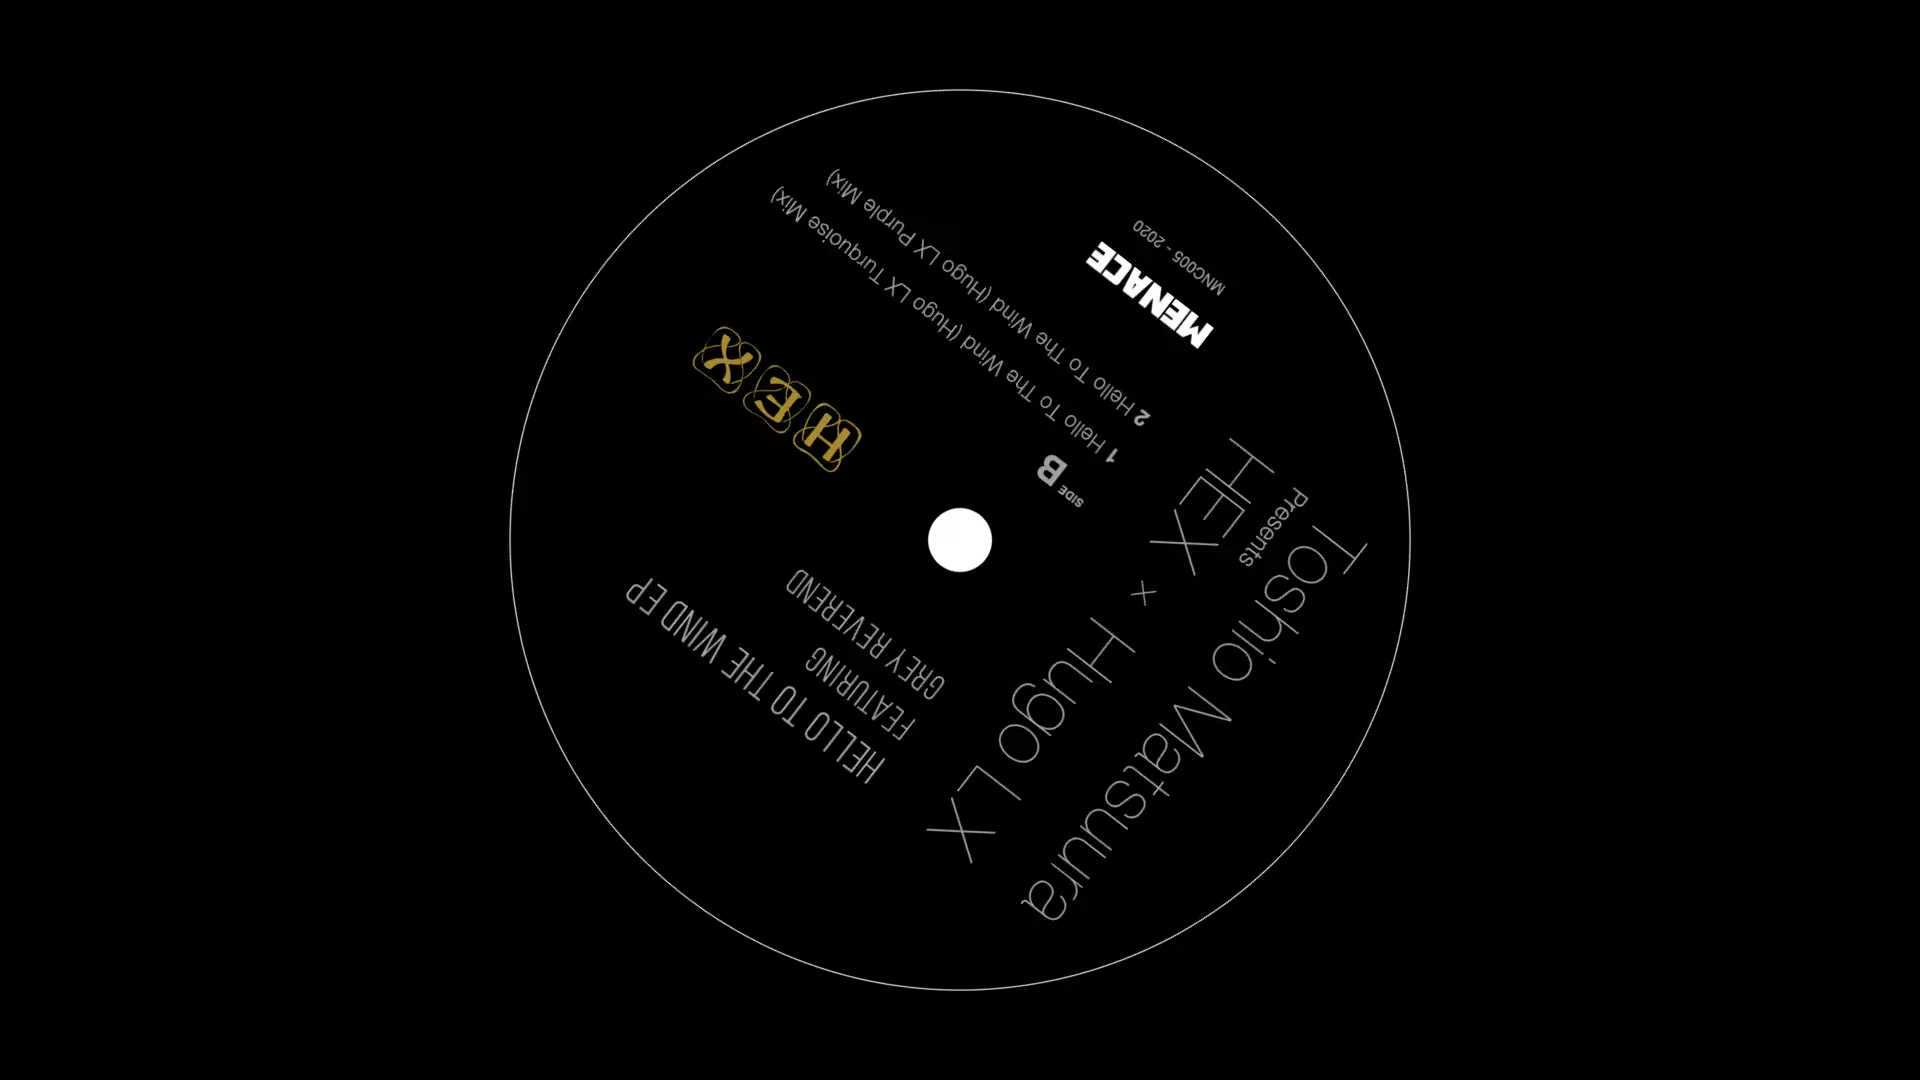 Toshio Matsuura
Presents
HEX x Hugo LX
HELLO TO THE WIND EP
FEATURING
GREY REVEREND
HEX
SIDE B
1 Hello To The Wind (Hugo LX Turquoise Mix)
2 Hello To The Wind (Hugo LX Purple Mix)
MENACE
MNC005 - 2020